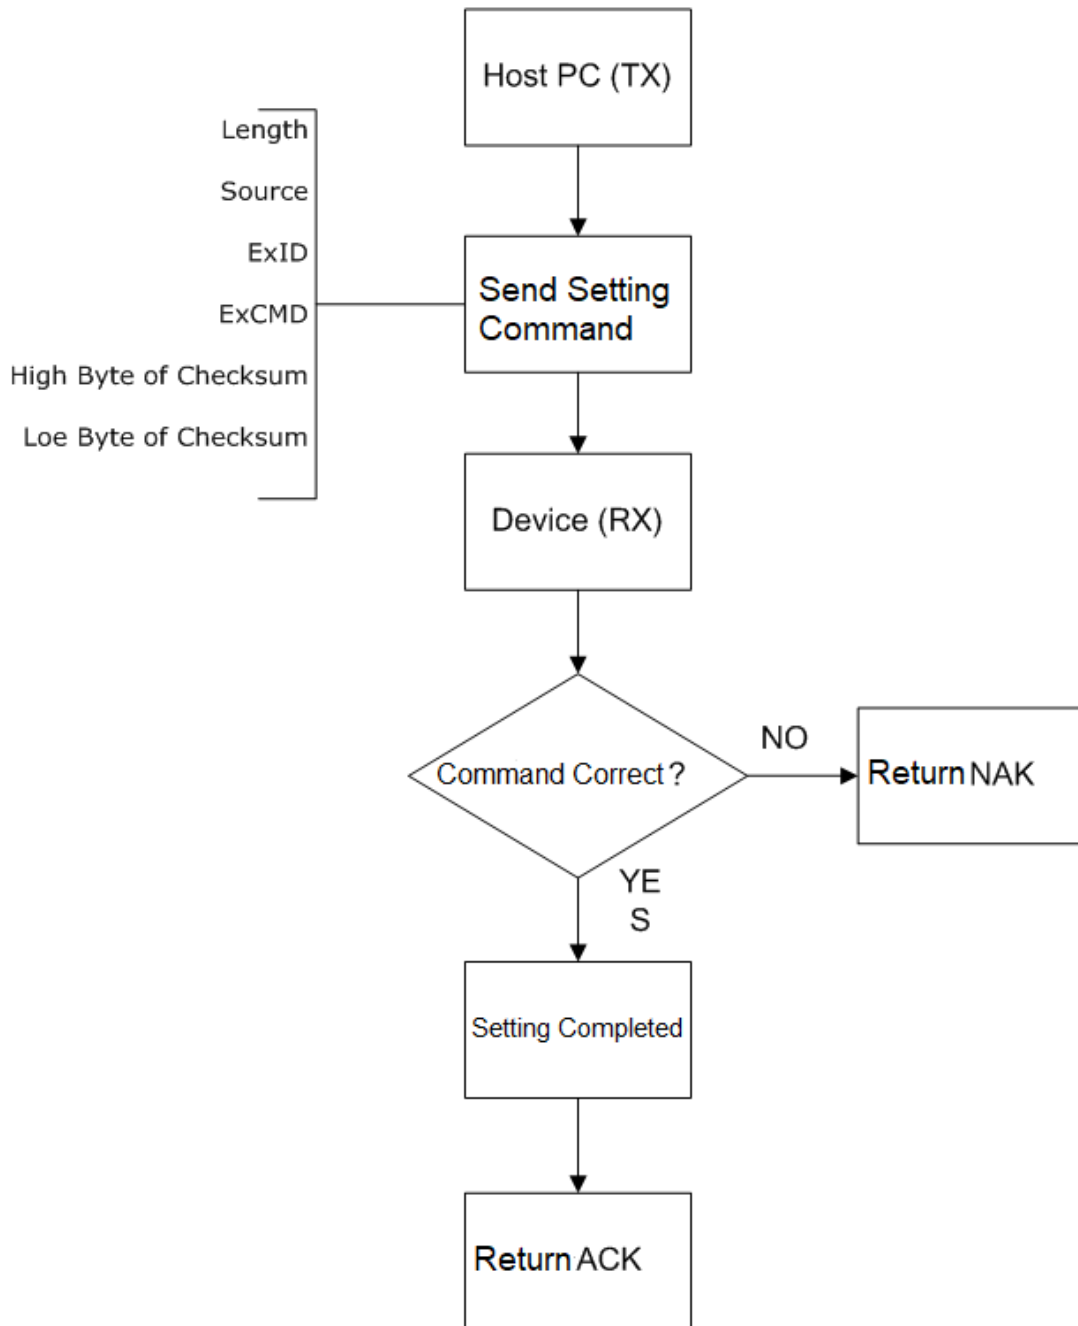 Host PC (TX)
Length
Source
ExID
ExCMD
High Byte of Checksum
Loe Byte of Checksum
Send Setting
Command
Device (RX)
Command Correct ?
NO
Return NAK
YE
S
Setting Completed
Return ACK